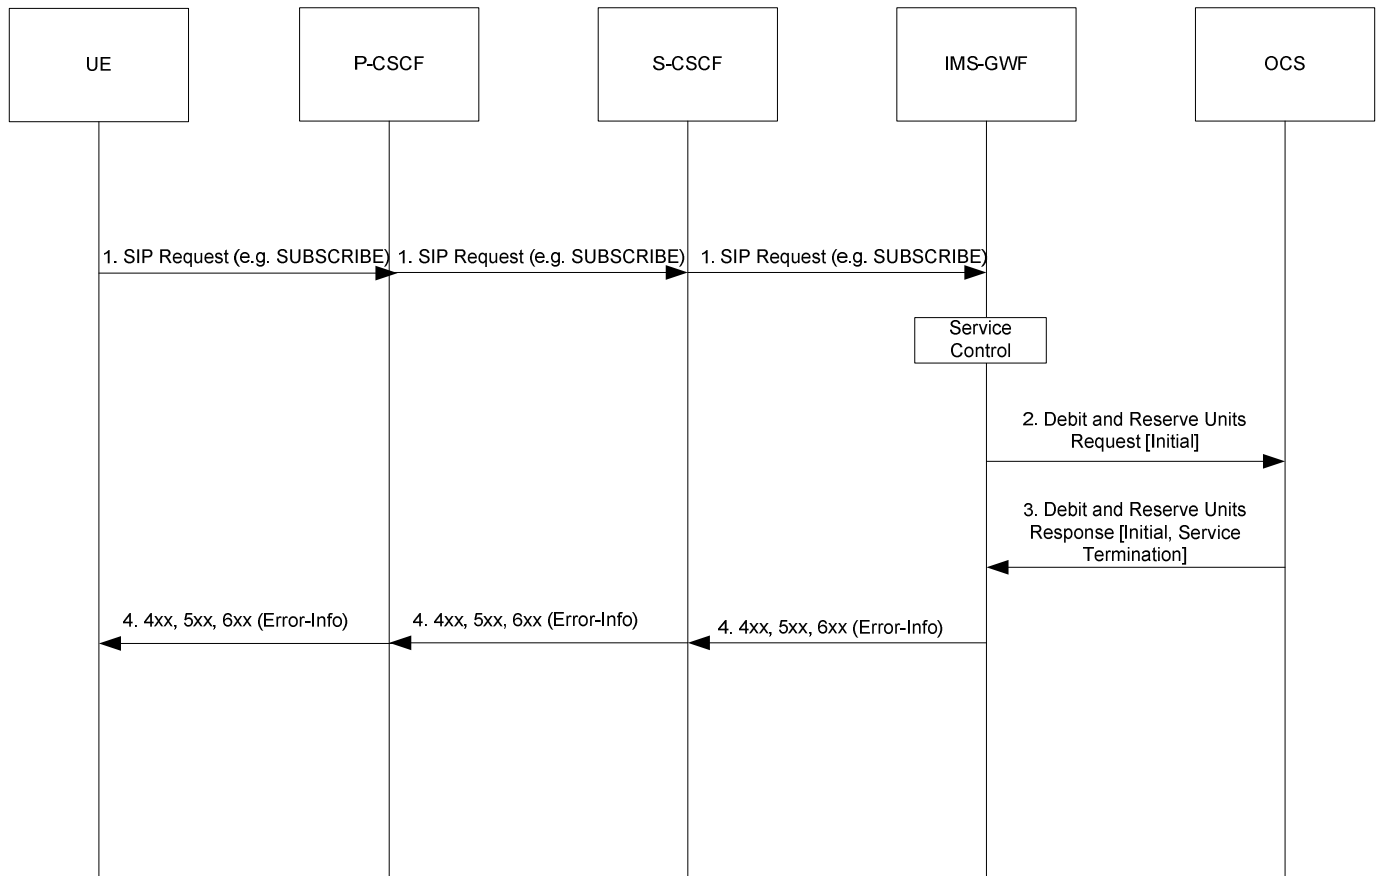 UE
P-CSCF
S-CSCF
IMS-GWF
OCS
1. SIP Request (e.g. SUBSCRIBE)
1. SIP Request (e.g. SUBSCRIBE)
1. SIP Request (e.g. SUBSCRIBE)
Service
Control
2. Debit and Reserve Units
Request [Initial]
3. Debit and Reserve Units
Response [Initial, Service
Termination]
4. 4xx, 5xx, 6xx (Error-Info)
4. 4xx, 5xx, 6xx (Error-Info)
4. 4xx, 5xx, 6xx (Error-Info)